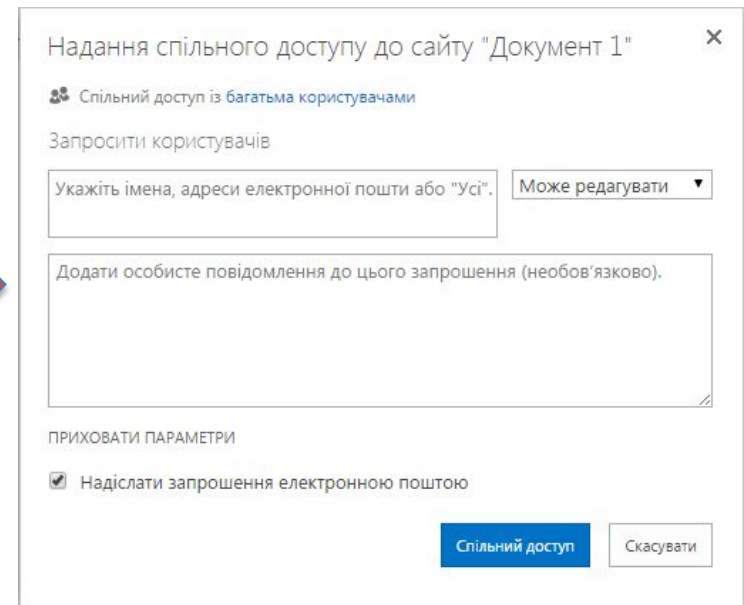 Надання спільного доступу до сайту "Документ 1"
Спільний доступ із багатьма користувачами
Запросити користувачів
Укажіть імена, адреси електронної пошти або "Усі". Може редагувати
Додати особисте повідомлення до цього запрошення (необов’язково).
ПРИХОВАТИ ПАРАМЕТРИ
Надіслати запрошення електронною поштою
Спільний доступ Скасувати